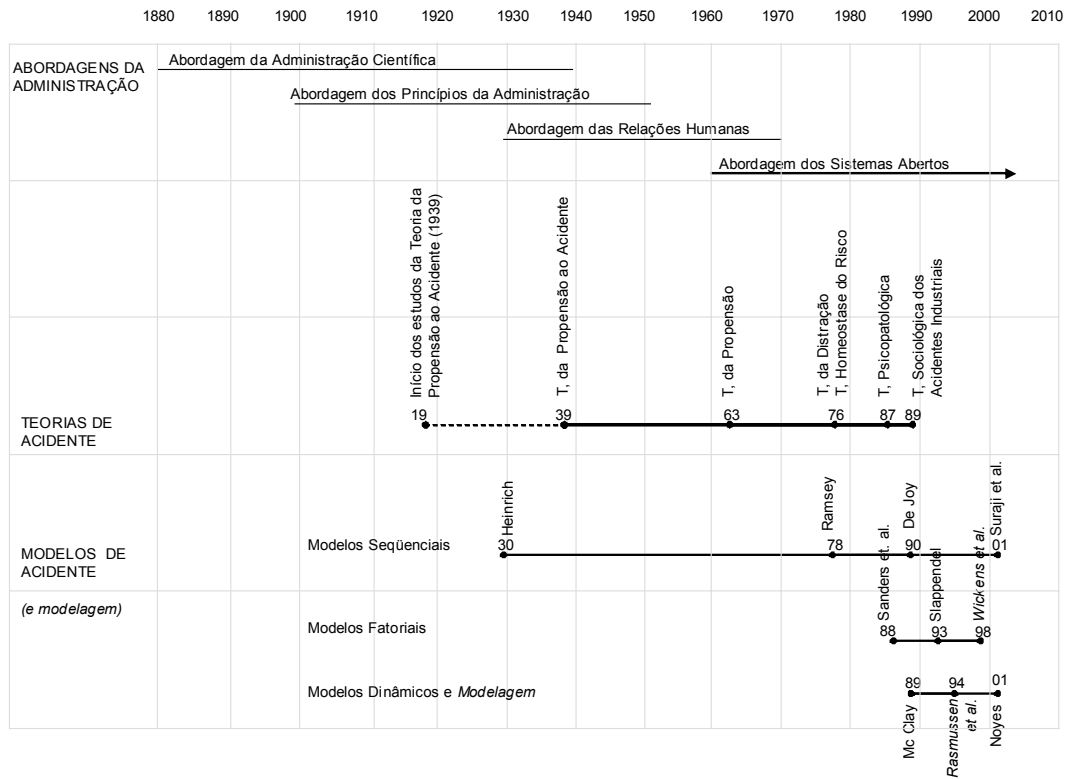 1880 1890 1900 1910 1920 1930 1940 1950 1960 1970 1980 1990 2000 2010
ABORDAGENS DA
ADMINISTRAÇÃO
Abordagem da Administração Científica
Abordagem dos Princípios da Administração
Abordagem das Relações Humanas
Abordagem dos Sistemas Abertos
TEORIAS DE
ACIDENTE
Início dos estudos da Teoria da
Propensão ao Acidente (1939)
T, da Propensão ao Acidente
T, da Propensão
T, da Distração
T, Homeostase do Risco
T, Psicopatológica
T, Sociológica dos
Acidentes Industriais
19 39 63 76 87 89
MODELOS DE
ACIDENTE
(e modelagem)
Modelos Seqüenciais
Heinrich
Ramsey
De Joy
Suraji et al.
30 78 90 01
Modelos Fatoriais
Sanders et. al.
Slappendel
Wickens et al.
88 93 98
Modelos Dinâmicos e Modelagem
89 94 01
Mc Clay
Rasmussen
et al.
Noyes